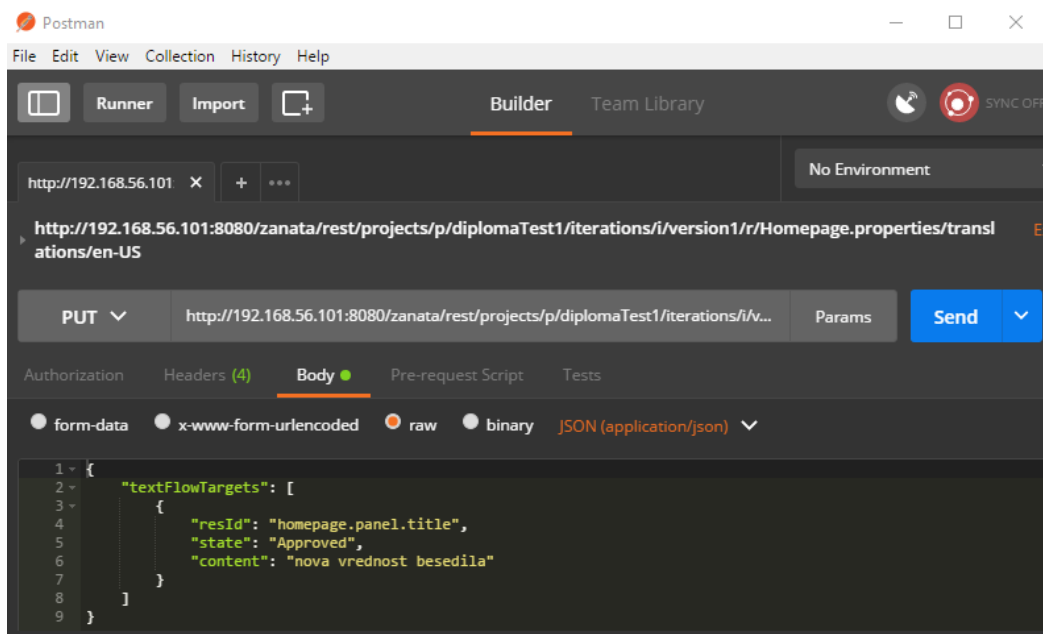 Postman
File Edit View Collection History Help
Runner Import Builder Team Library SYNC OFF
http://192.168.56.101: No Environment
http://192.168.56.101:8080/zanata/rest/projects/p/diplomaTest1/iterations/i/version1/r/Homepage.properties/transl
ations/en-US
PUT http://192.168.56.101:8080/zanata/rest/projects/p/diplomaTest1/iterations/i/v... Params Send
Authorization Headers (4) Body Pre-request Script Tests
form-data x-www-form-urlencoded raw binary JSON (application/json)
1 {
2 "textFlowTargets": [
3 {
4 "resId": "homepage.panel.title",
5 "state": "Approved",
6 "content": "nova vrednost besedila"
7 }
8 ]
9 }